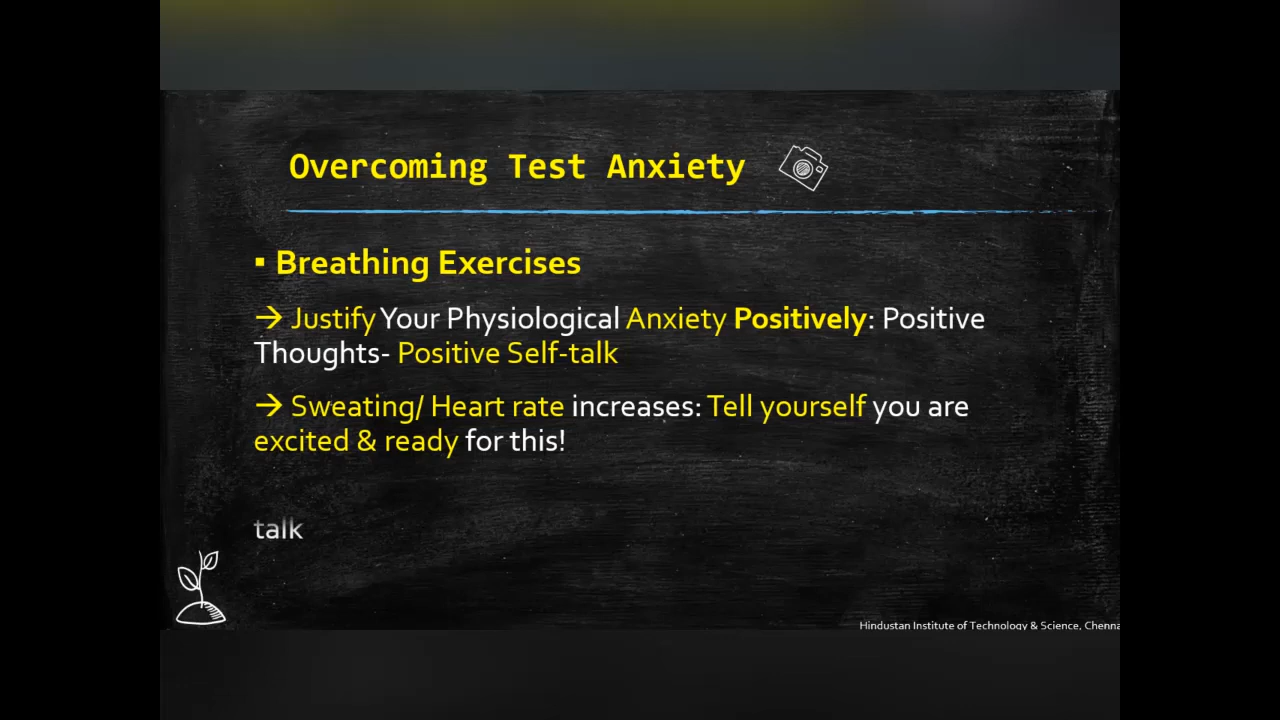 Overcoming Test Anxiety
▪ Breathing Exercises
→ Justify Your Physiological Anxiety Positively: Positive
Thoughts- Positive Self-talk
→ Sweating/ Heart rate increases: Tell yourself you are
excited & ready for this!
talk
Hindustan Institute of Technology & Science, Chenna